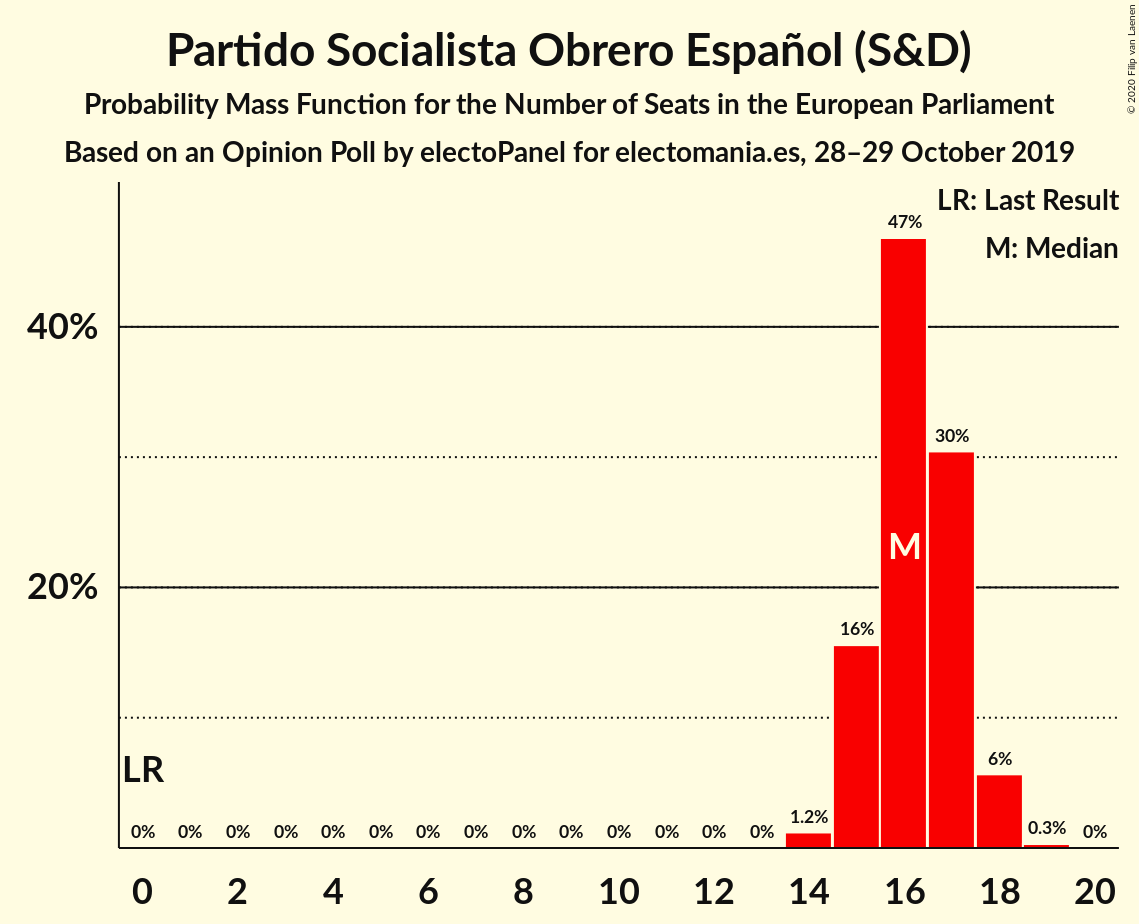 Partido Socialista Obrero Español (S&D)
Probability Mass Function for the Number of Seats in the European Parliament
Based on an Opinion Poll by electoPanel for electomania.es, 28–29 October 2019
© 2020 Filip van Laenen
LR: Last Result
M: Median
47%
40%
30%
M
20%
16%
LR
6%
0% 0% 0% 0% 0% 0% 0% 0% 0% 0% 0% 0% 0% 0% 1.2% 0.3% 0%
0 2 4 6 8 10 12 14 16 18 20